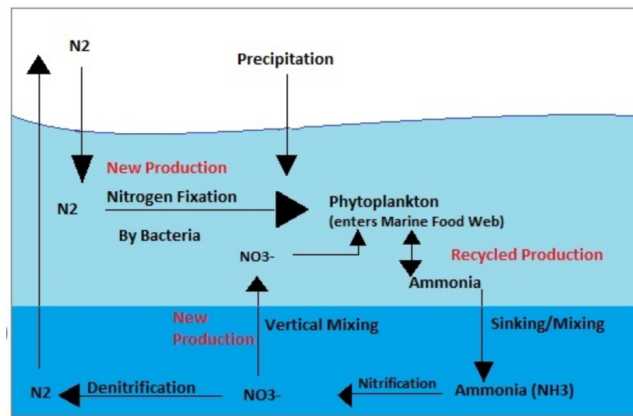 N2
Precipitation
New Production
Nitrogen Fixation
N2
By Bacteria
Phytoplankton
(enters Marine Food Web)
NO3-
Recycled Production
Ammonia
New
Production
Vertical Mixing
Sinking/Mixing
N2
Denitrification
NO3-
Nitrification
Ammonia (NH3)